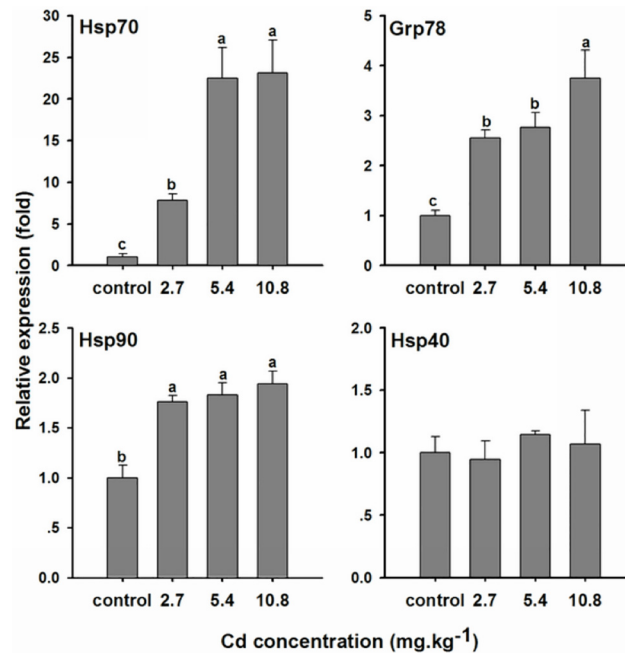 Hsp70
30
25
20
15
10
5
0
c
b
a
a
control 2.7 5.4 10.8
Grp78
5
4
3
2
1
0
c
b
b
a
control 2.7 5.4 10.8
Relative expression (fold)
Hsp90
2.5
2.0
1.5
1.0
.5
0.0
b
a
a
a
control 2.7 5.4 10.8
Hsp40
2.0
1.5
1.0
.5
0.0
control 2.7 5.4 10.8
Cd concentration (mg.kg⁻¹)